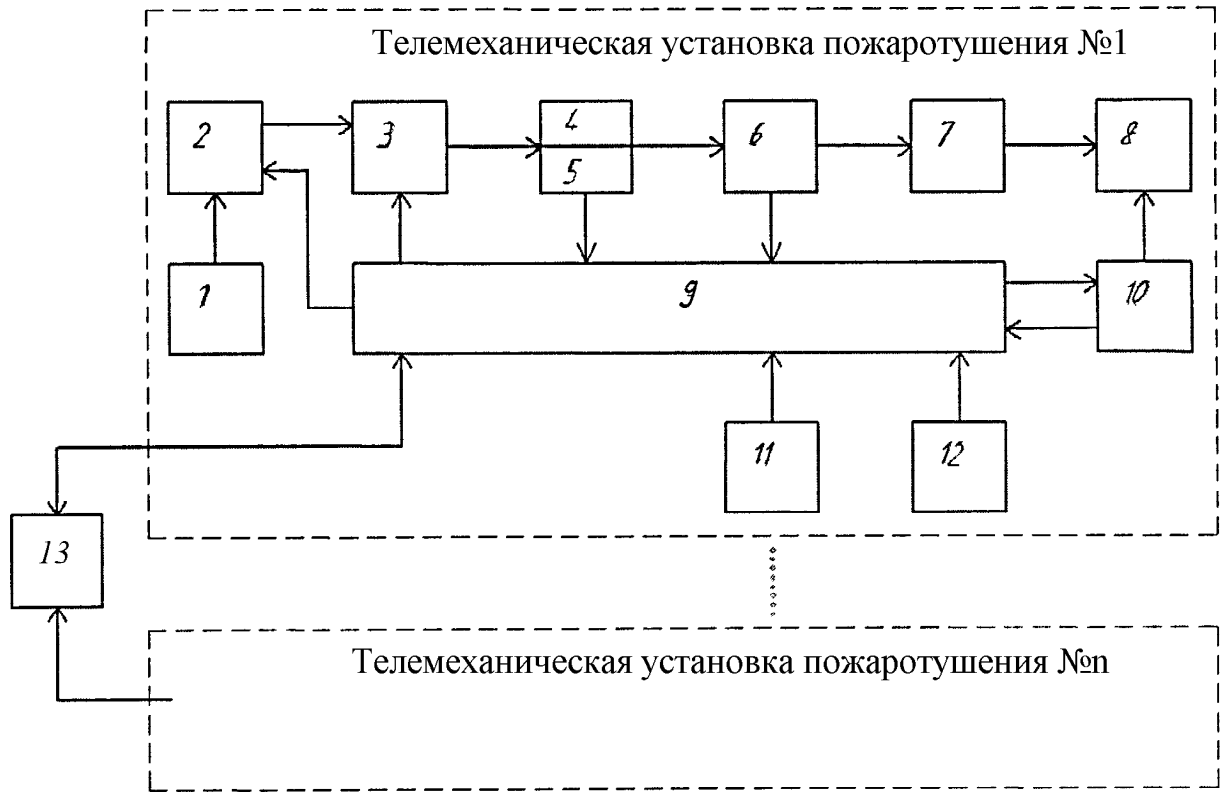 Телемеханическая установка пожаротушения №1
2 3 4 6 7 8
5
1 9 10
11 12
13
Телемеханическая установка пожаротушения №n